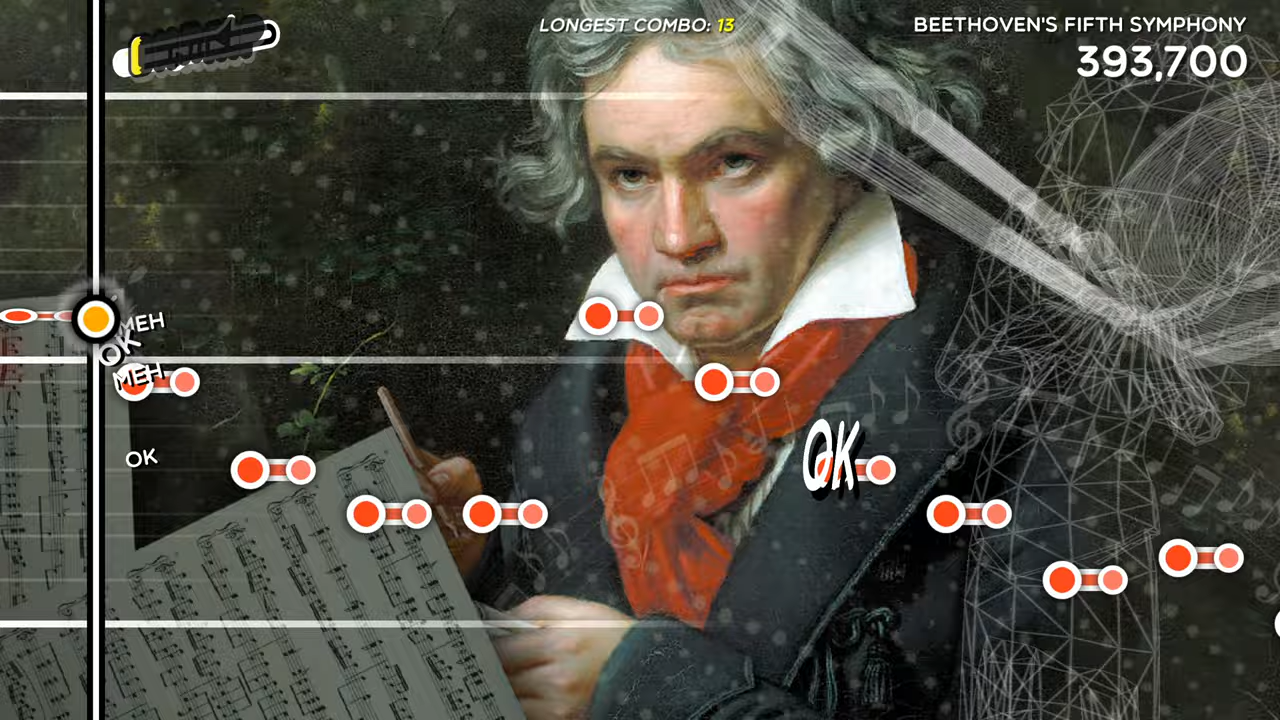 LONGEST COMBO: 13
BEETHOVEN'S FIFTH SYMPHONY
393,700
MEH
OK
MEH
OK
OK